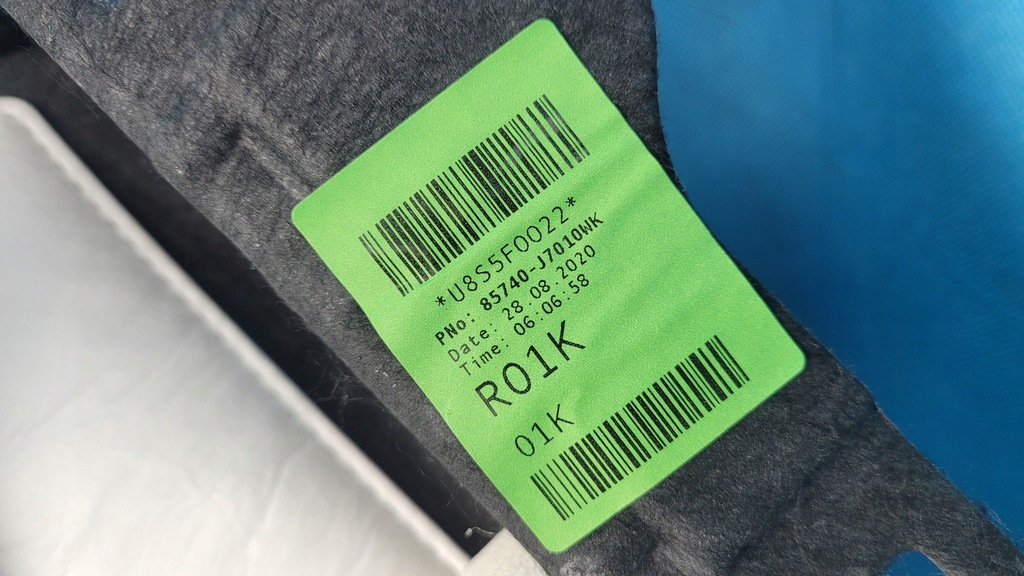 *U8S5F0022*
PNo: 85740-J7010WK
Date: 28.08.2020
Time: 06:06:58
R01K
01K